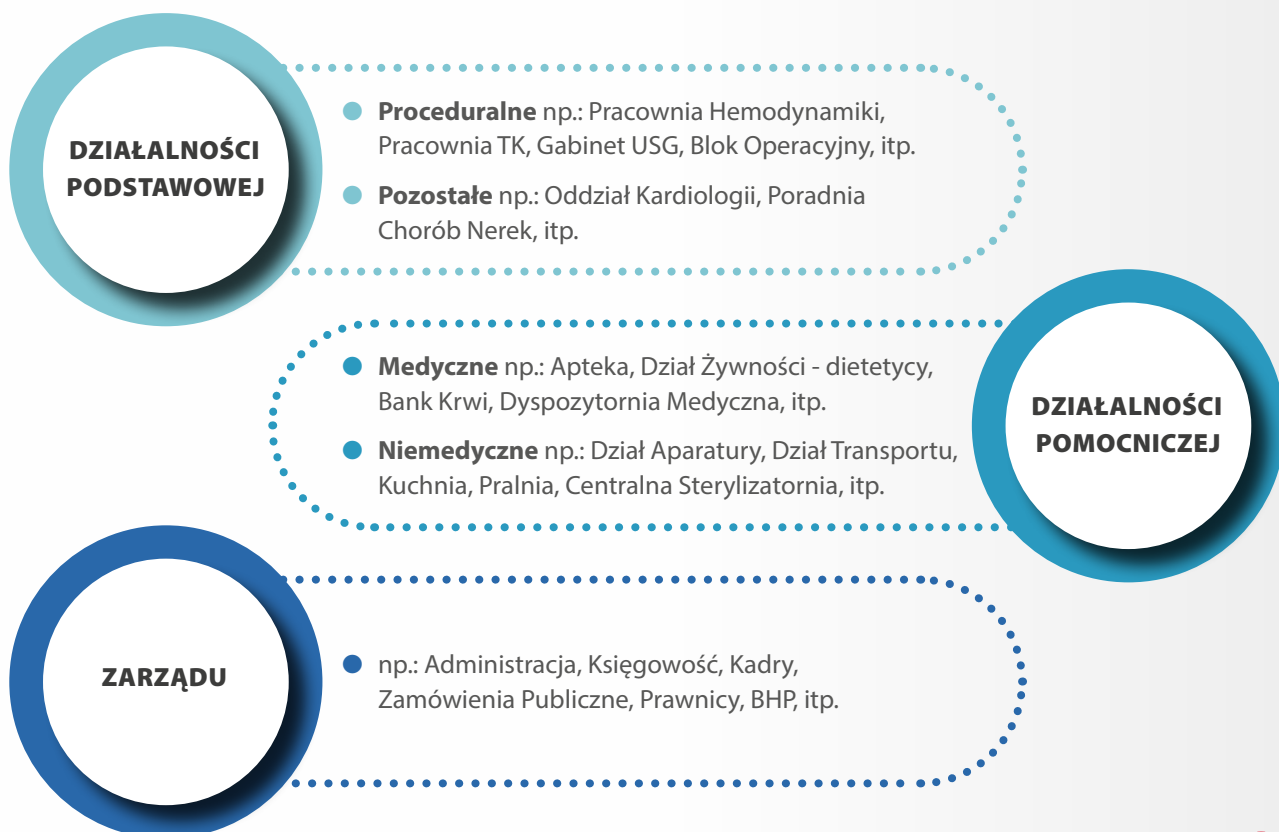 DZIAŁALNOŚCI
PODSTAWOWEJ
Proceduralne np.: Pracownia Hemodynamiki,
Pracownia TK, Gabinet USG, Blok Operacyjny, itp.
Pozostałe np.: Oddział Kardiologii, Poradnia
Chorób Nerek, itp.
Medyczne np.: Apteka, Dział Żywności - dietetycy,
Bank Krwi, Dyspozytornia Medyczna, itp.
Niemedyczne np.: Dział Aparatury, Dział Transportu,
Kuchnia, Pralnia, Centralna Sterylizatornia, itp.
DZIAŁALNOŚCI
POMOCNICZEJ
ZARZĄDU
np.: Administracja, Księgowość, Kadry,
Zamówienia Publiczne, Prawnicy, BHP, itp.